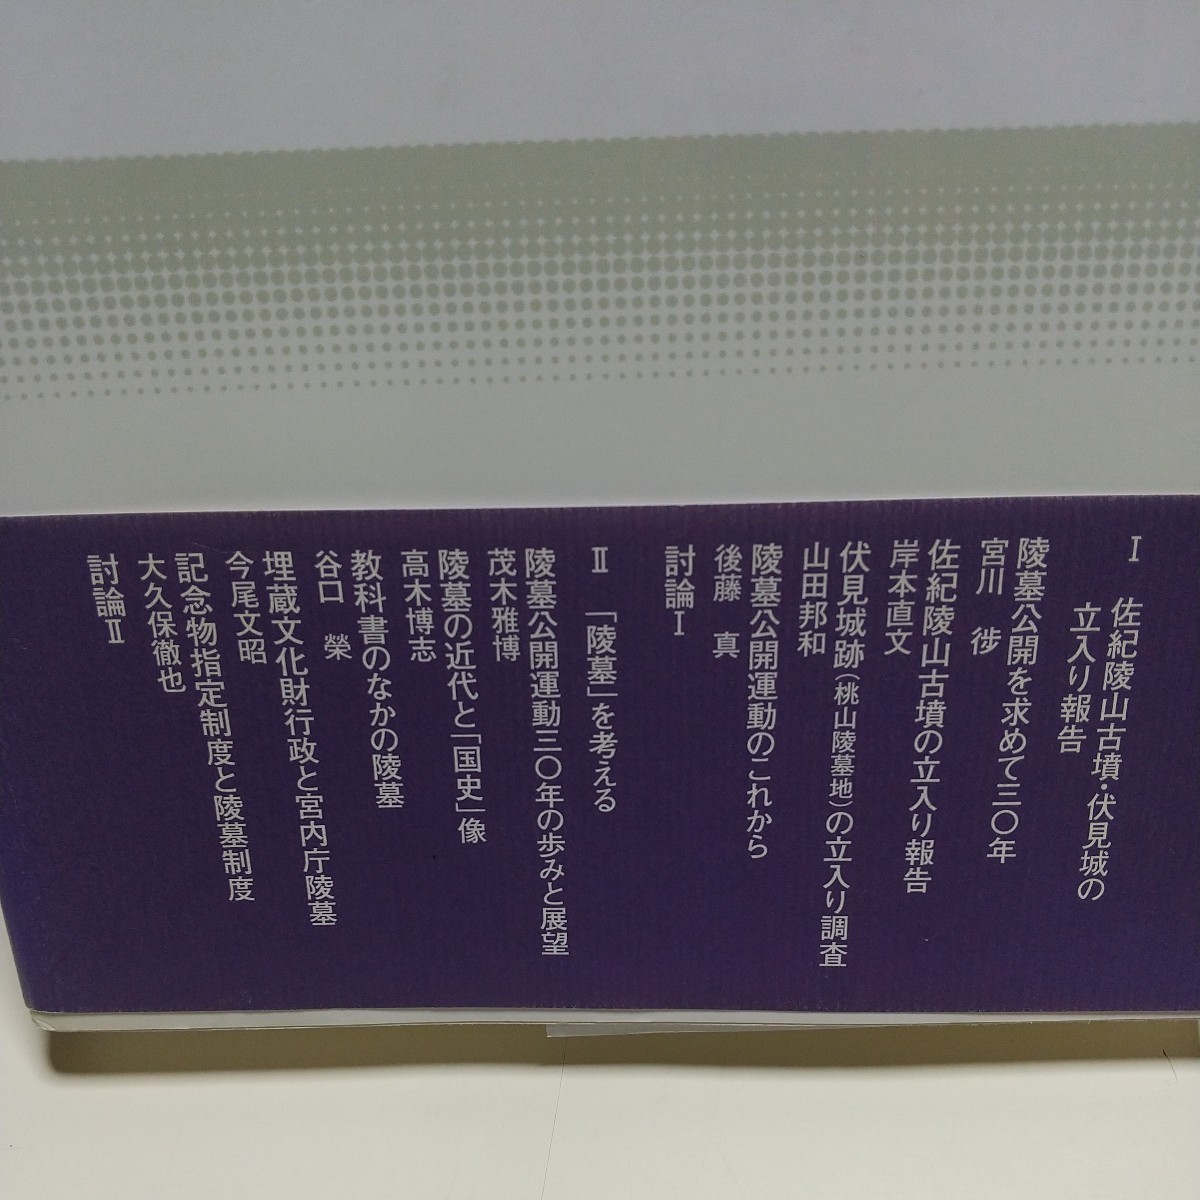 Ⅰ 佐紀陵山古墳・伏見城の
立入り報告
陵墓公開を求めて三〇年
宮川 徏
佐紀陵山古墳の立入り報告
岸本直文
伏見城跡(桃山陵墓地)の立入り調査
山田邦和
陵墓公開運動のこれから
後藤 真
討論Ⅰ
Ⅱ 「陵墓」を考える
陵墓公開運動三〇年の歩みと展望
茂木雅博
陵墓の近代と「国史」像
高木博志
教科書のなかの陵墓
谷口 榮
埋蔵文化財行政と宮内庁陵墓
今尾文昭
記念物指定制度と陵墓制度
大久保徹也
討論Ⅱ